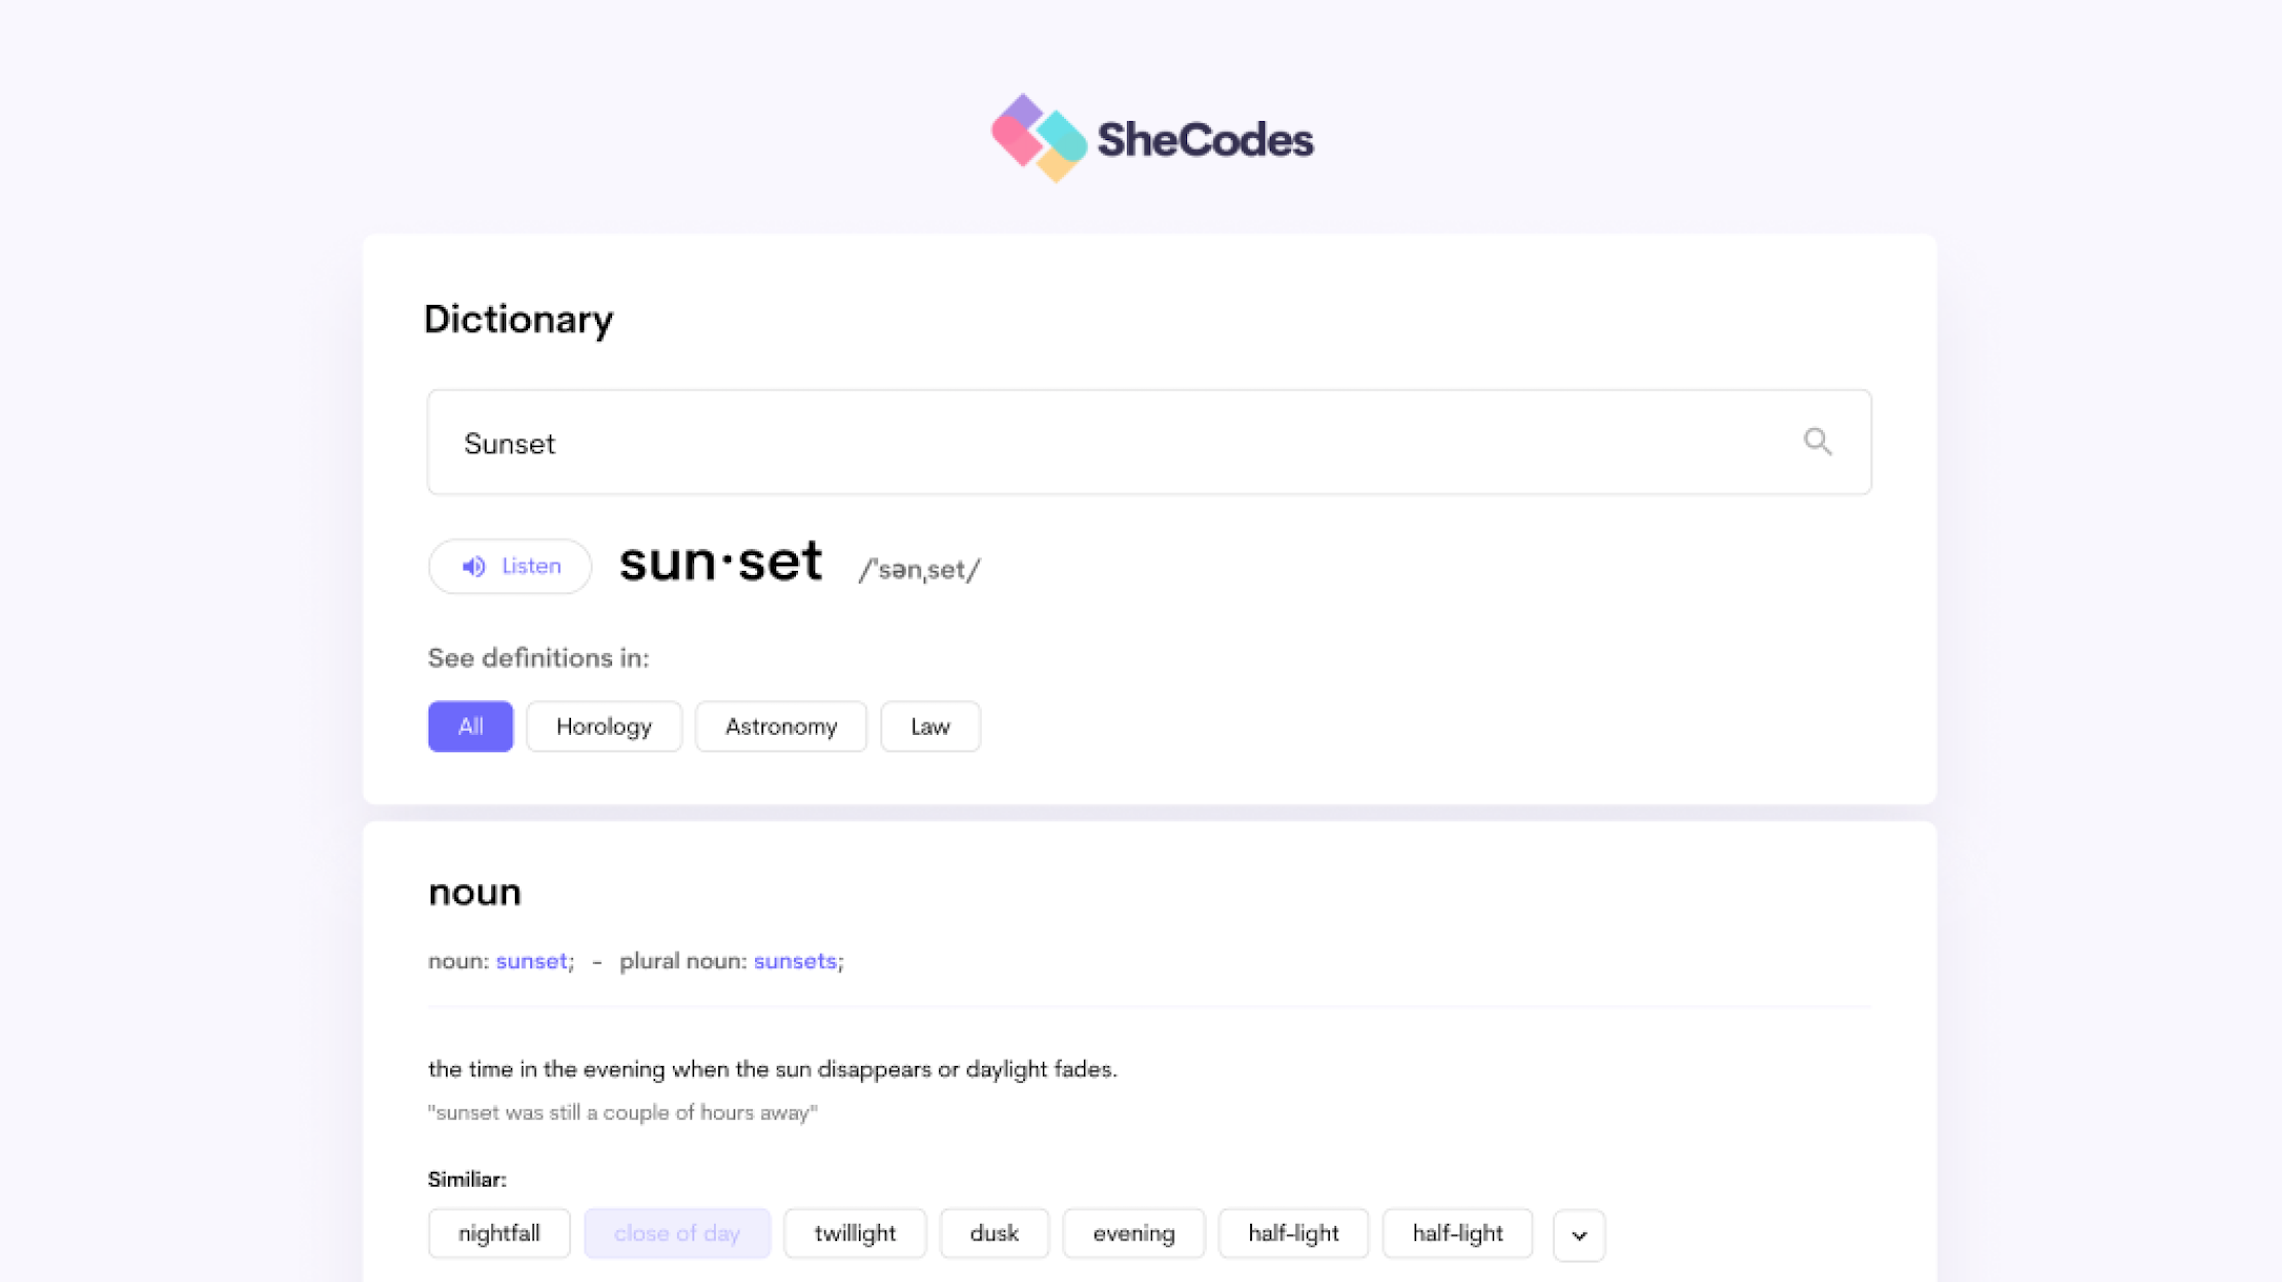 SheCodes
Dictionary
Sunset
Listen sun·set /ˈsənˌset/
See definitions in:
All Horology Astronomy Law
noun
noun: sunset; - plural noun: sunsets;
the time in the evening when the sun disappears or daylight fades.
"sunset was still a couple of hours away"
Similiar:
nightfall close of day twillight dusk evening half-light half-light